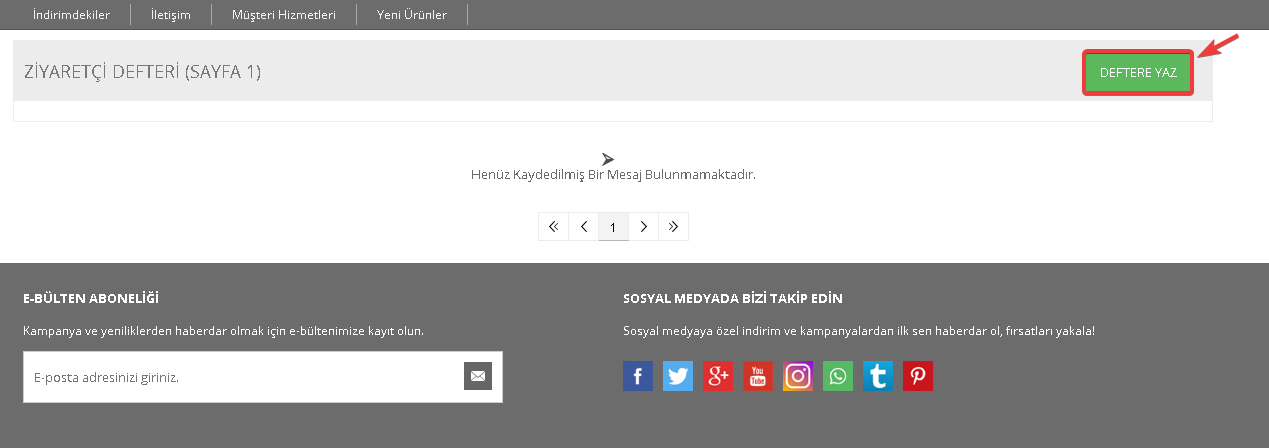 İndirimdekiler İletişim Müşteri Hizmetleri Yeni Ürünler
ZİYARETÇİ DEFTERİ (SAYFA 1) DEFTERE YAZ
Henüz Kaydedilmiş Bir Mesaj Bulunmamaktadır.
1
E-BÜLTEN ABONELİĞİ
Kampanya ve yeniliklerden haberdar olmak için e-bültenimize kayıt olun.
E-posta adresinizi giriniz.
SOSYAL MEDYADA BİZİ TAKİP EDİN
Sosyal medyaya özel indirim ve kampanyalardan ilk sen haberdar ol, fırsatları yakala!
f g+ You Tube t